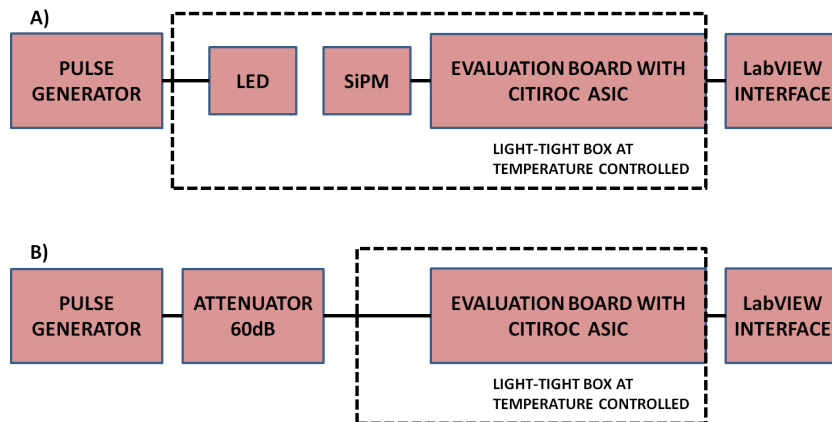 A)
PULSE
GENERATOR
LED
SiPM
EVALUATION BOARD WITH
CITIROC ASIC
LabVIEW
INTERFACE
LIGHT-TIGHT BOX AT
TEMPERATURE CONTROLLED
B)
PULSE
GENERATOR
ATTENUATOR
60dB
EVALUATION BOARD WITH
CITIROC ASIC
LabVIEW
INTERFACE
LIGHT-TIGHT BOX AT
TEMPERATURE CONTROLLED